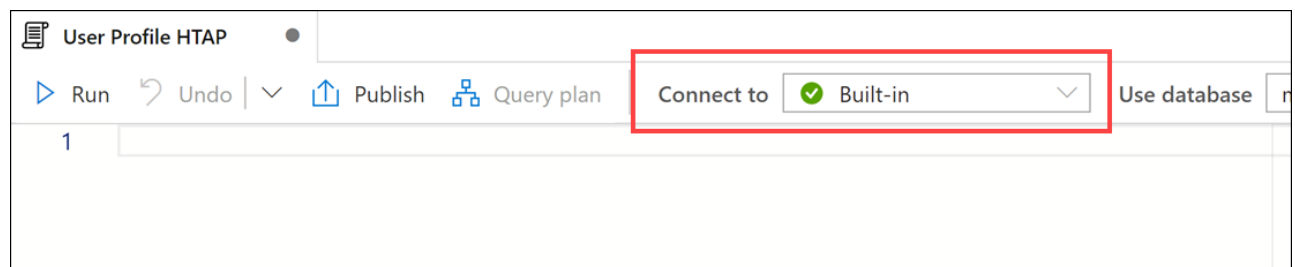 User Profile HTAP
Run Undo Publish Query plan Connect to Built-in Use database
1